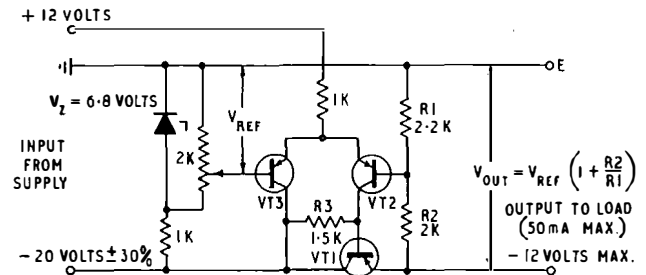 +12 VOLTS
E
V_Z = 6·8 VOLTS
1K
R1
2·2K
INPUT
FROM
SUPPLY
2K
V_REF
V_OUT = V_REF (1 + R2/R1)
VT3
VT2
R3
1·5K
R2
2K
OUTPUT TO LOAD
(50mA MAX.)
1K
VT1
−20 VOLTS ± 30%
−12 VOLTS MAX.